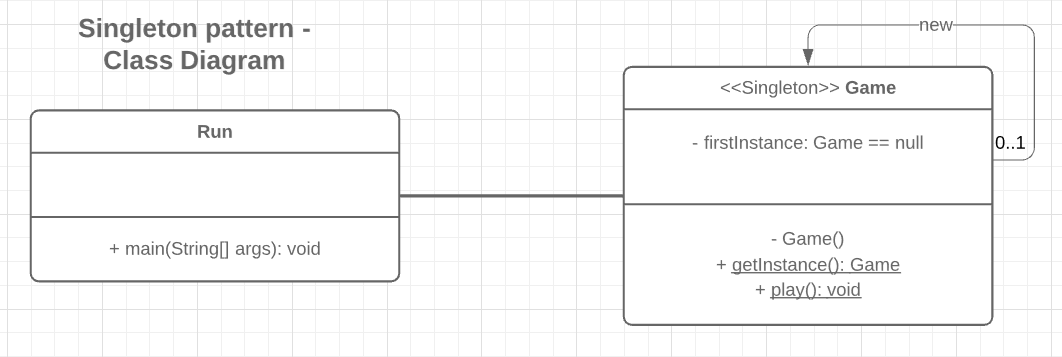 Singleton pattern -
Class Diagram
Run
+ main(String[] args): void
new
<<Singleton>> Game
- firstInstance: Game == null
0..1
- Game()
+ getInstance(): Game
+ play(): void